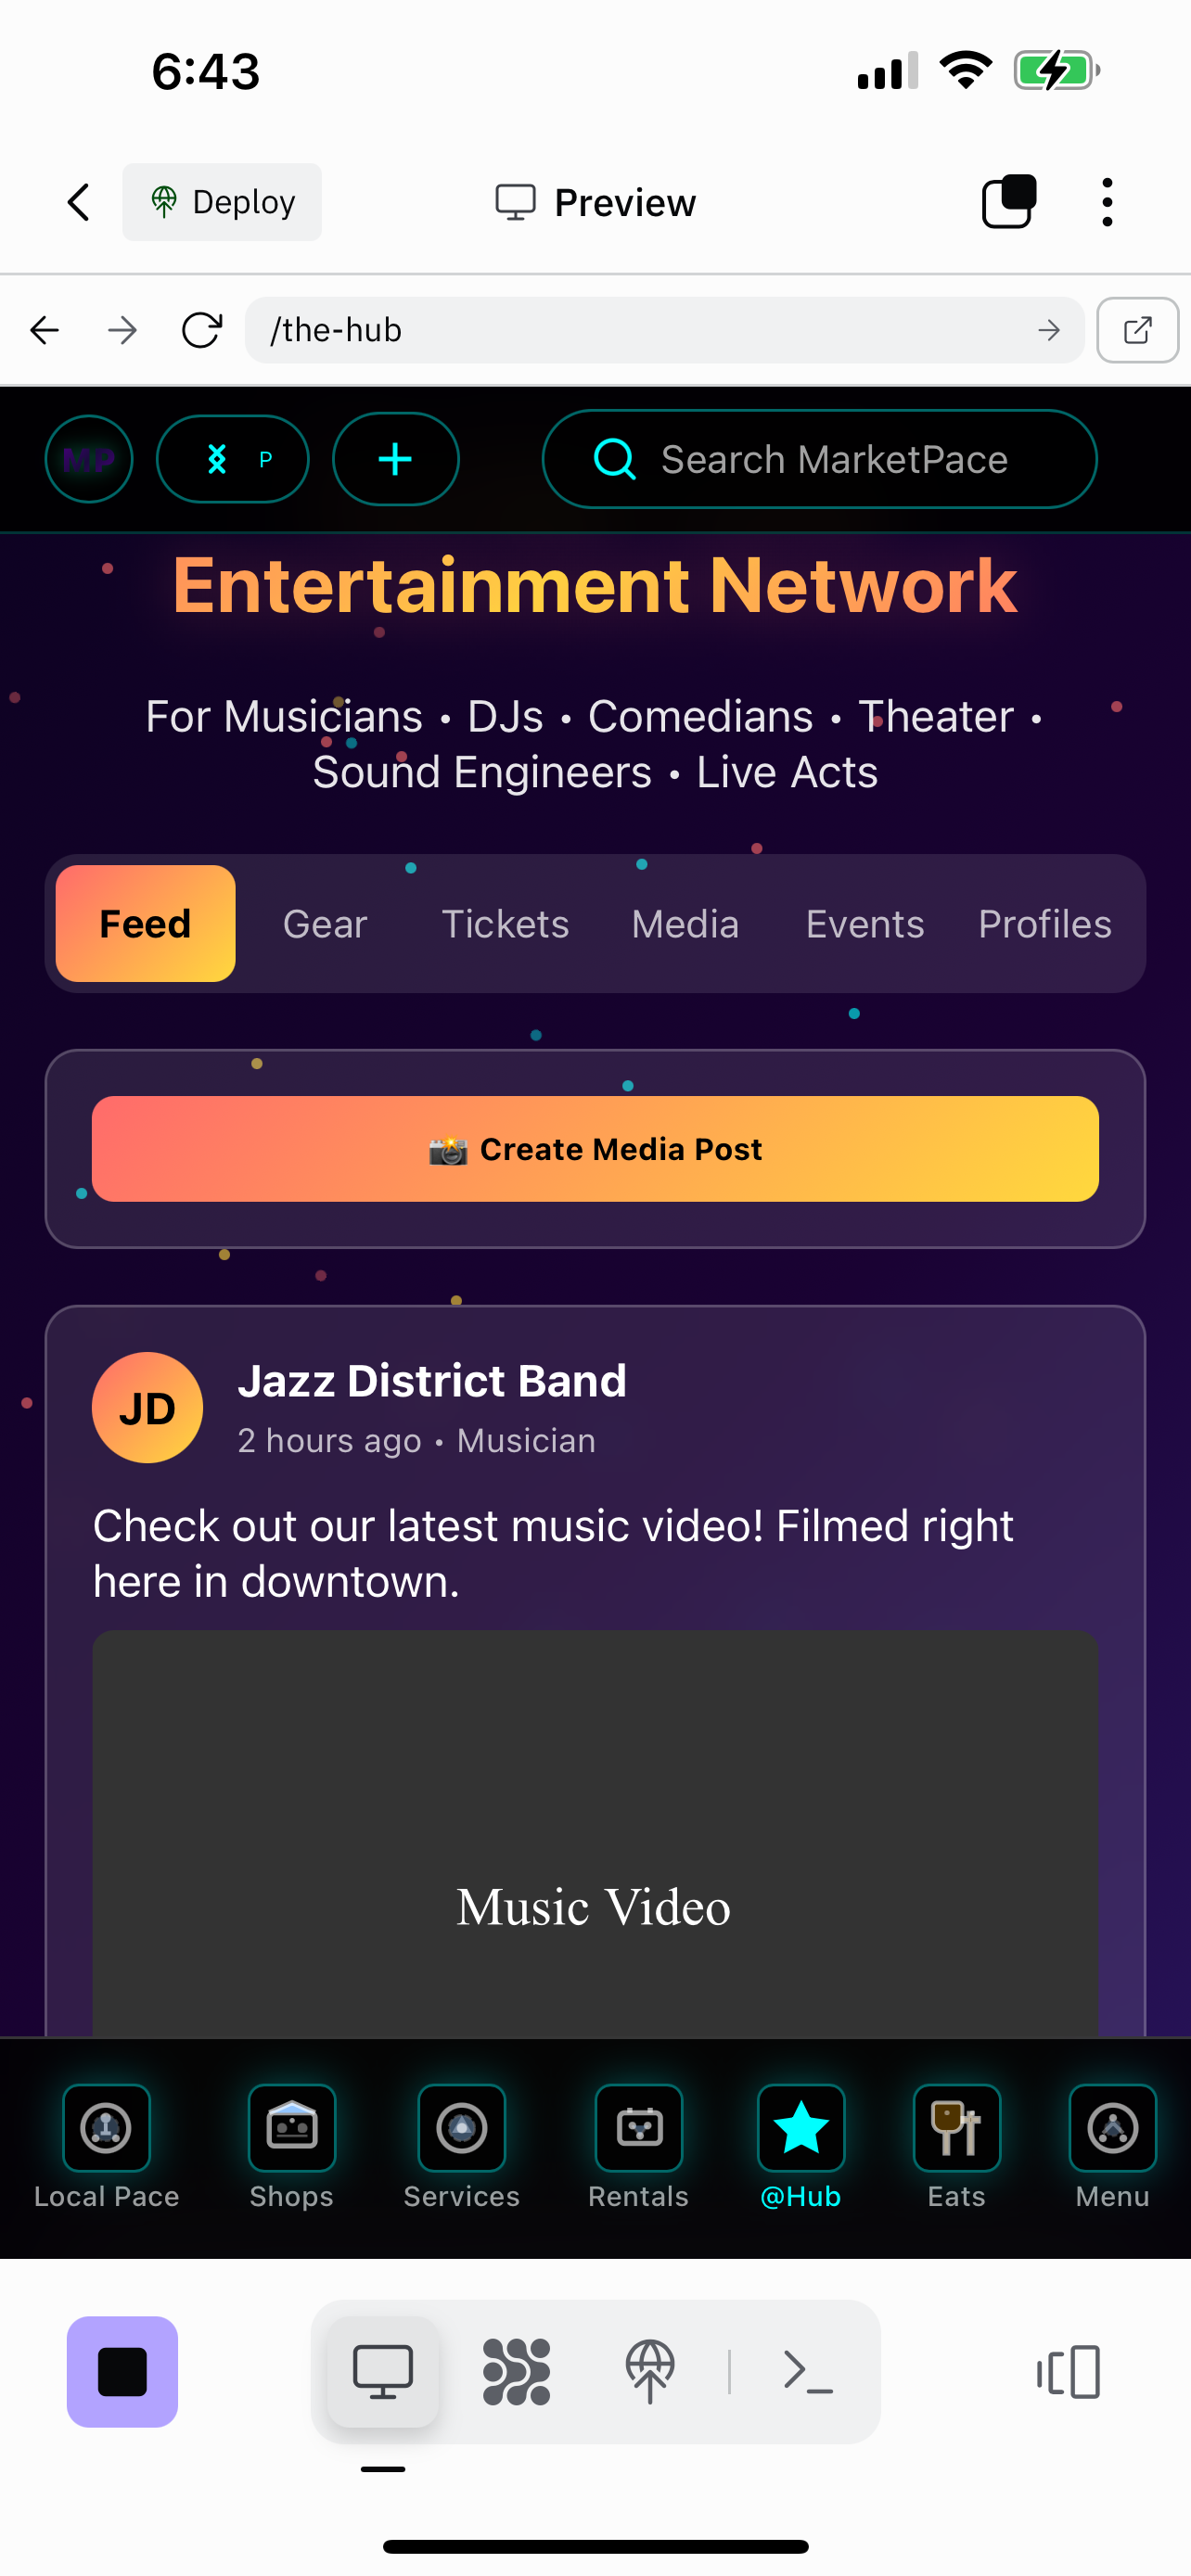 6:43
Deploy
Preview
/the-hub
MP
P
Search MarketPace
Entertainment Network
For Musicians • DJs • Comedians • Theater •
Sound Engineers • Live Acts
Feed Gear Tickets Media Events Profiles
📸 Create Media Post
JD
Jazz District Band
2 hours ago • Musician
Check out our latest music video! Filmed right
here in downtown.
Music Video
Local Pace Shops Services Rentals @Hub Eats Menu